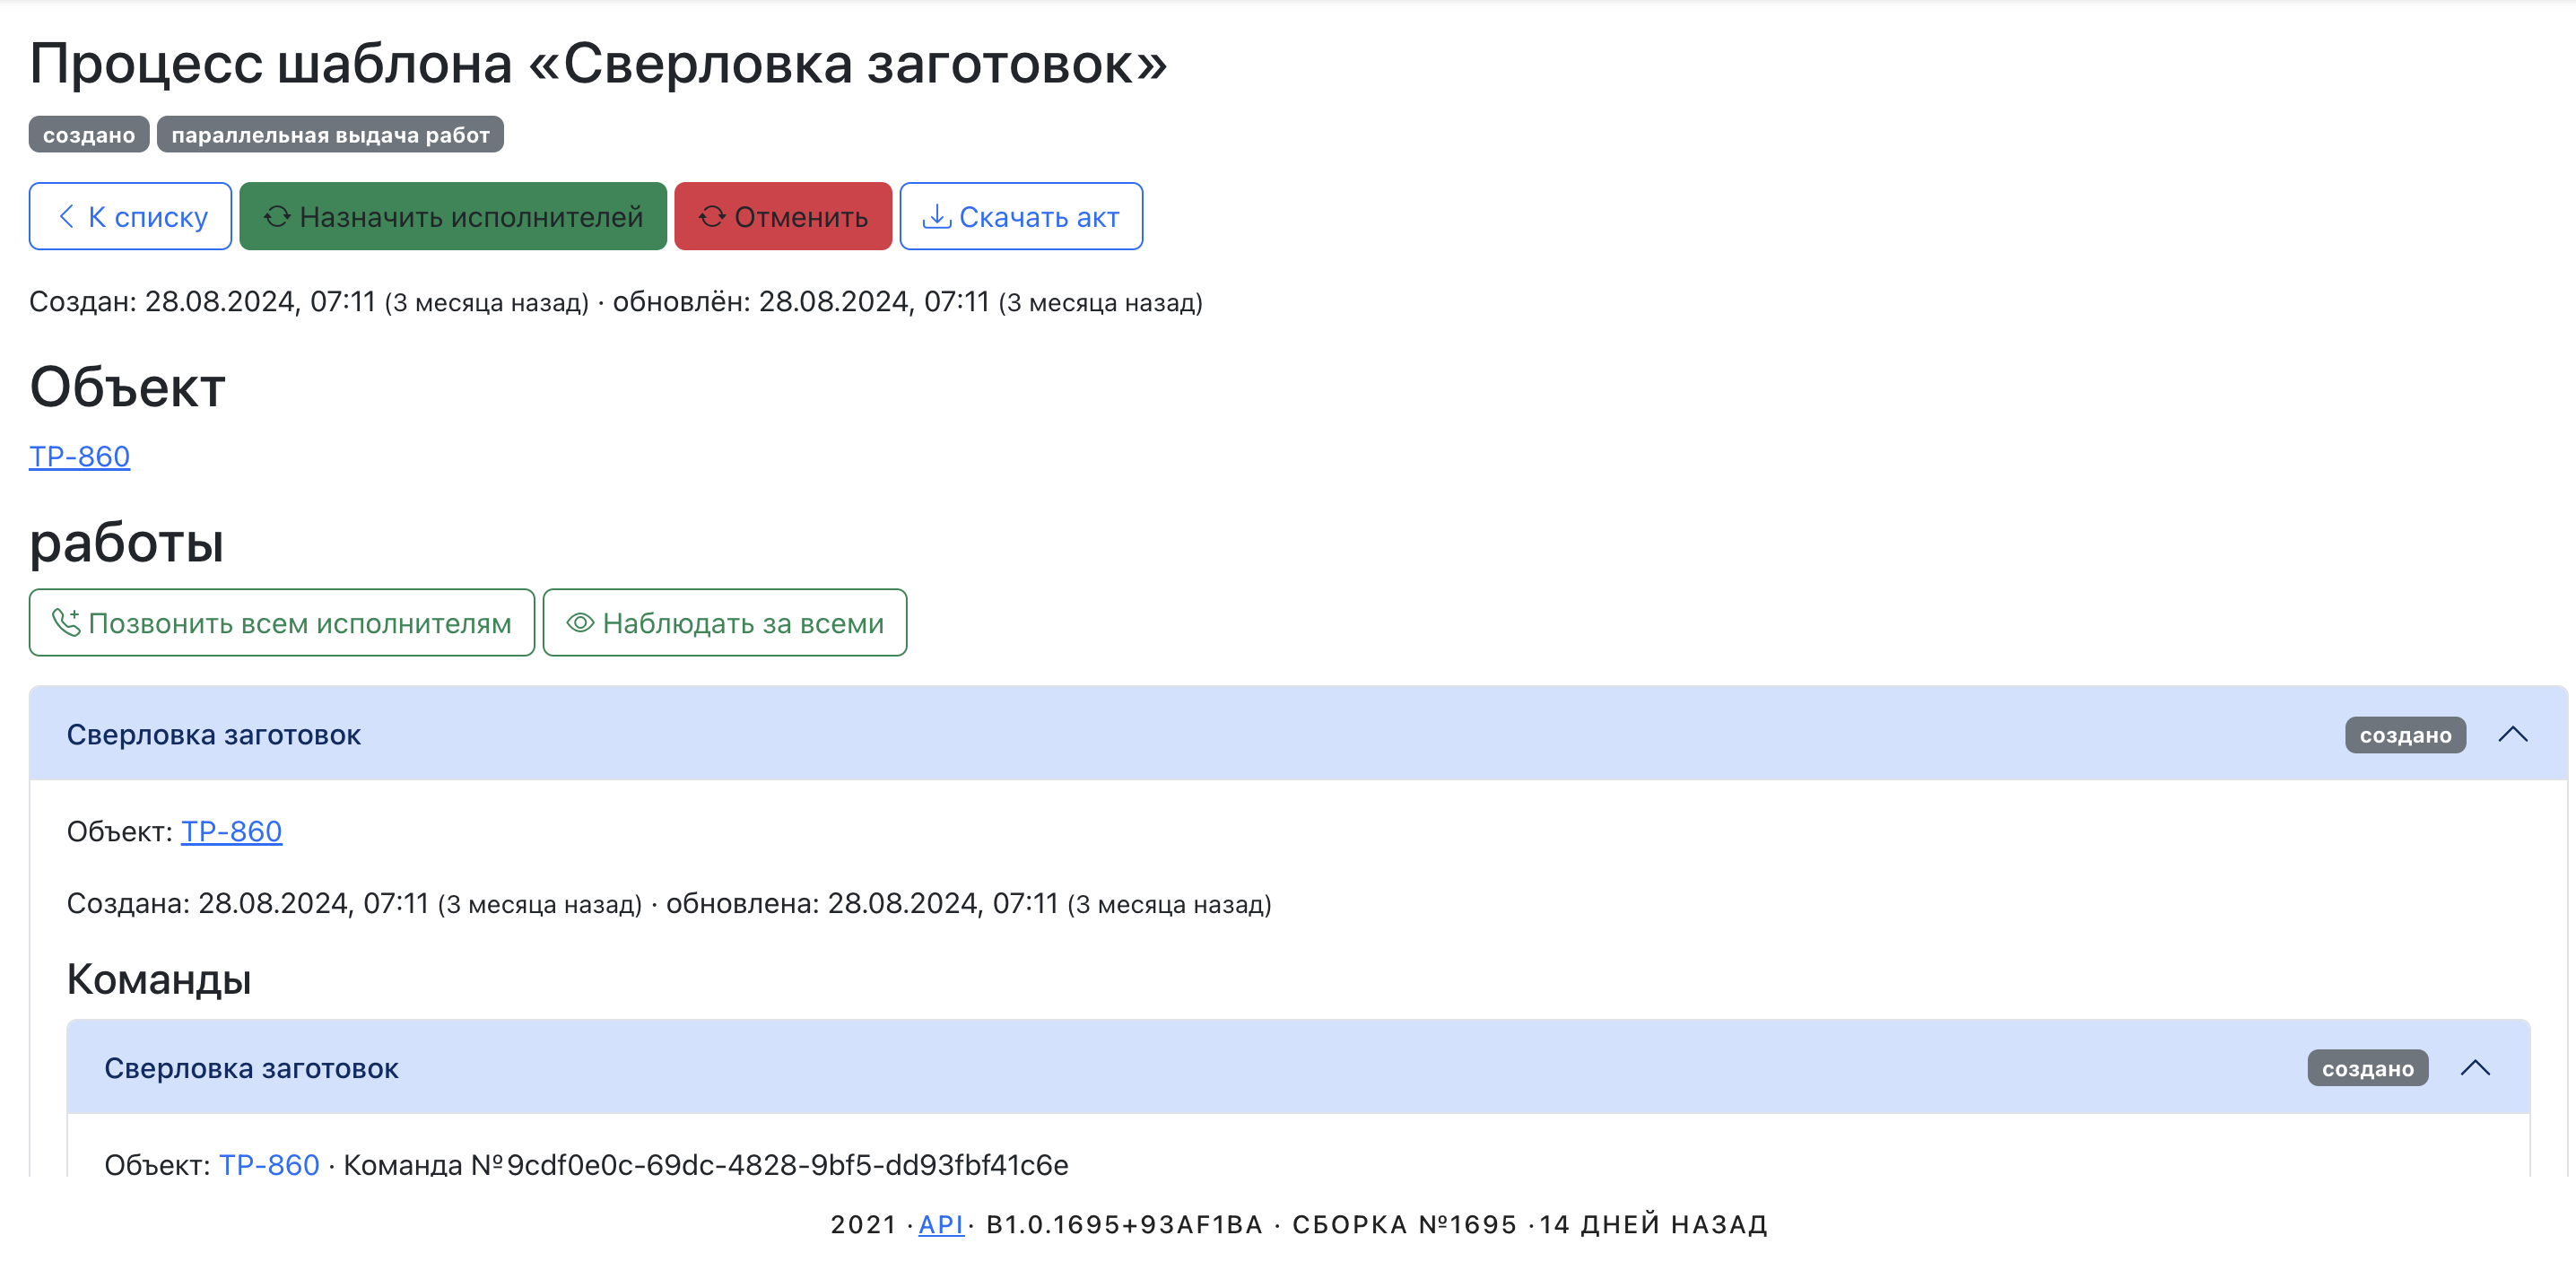 Процесс шаблона «Сверловка заготовок»
создано параллельная выдача работ
К списку Назначить исполнителей Отменить Скачать акт
Создан: 28.08.2024, 07:11 (3 месяца назад) · обновлён: 28.08.2024, 07:11 (3 месяца назад)
Объект
ТР-860
работы
Позвонить всем исполнителям Наблюдать за всеми
Сверловка заготовок создано
Объект: ТР-860
Создана: 28.08.2024, 07:11 (3 месяца назад) · обновлена: 28.08.2024, 07:11 (3 месяца назад)
Команды
Сверловка заготовок создано
Объект: ТР-860 · Команда №9cdf0e0c-69dc-4828-9bf5-dd93fbf41c6e
2021 · API · В1.0.1695+93AF1BA · СБОРКА №1695 · 14 ДНЕЙ НАЗАД